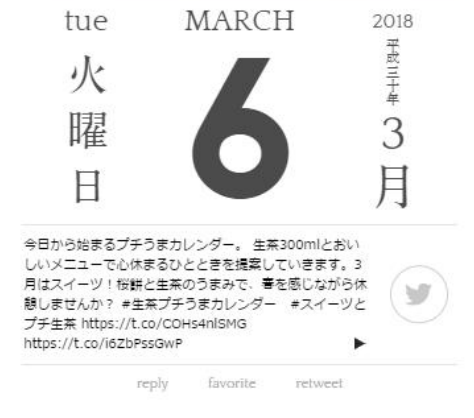 tue
火曜日
MARCH
6
2018
平成三十年
3月
今日から始まるプチうまカレンダー。 生茶300mlとおい
しいメニューで心休まるひとときを提案していきます。3
月はスイーツ！桜餅と生茶のうまみで、春を感じながら休
憩しませんか？ #生茶プチうまカレンダー　#スイーツと
プチ生茶 https://t.co/COHs4nlSMG
https://t.co/i6ZbPssGwP
reply favorite retweet